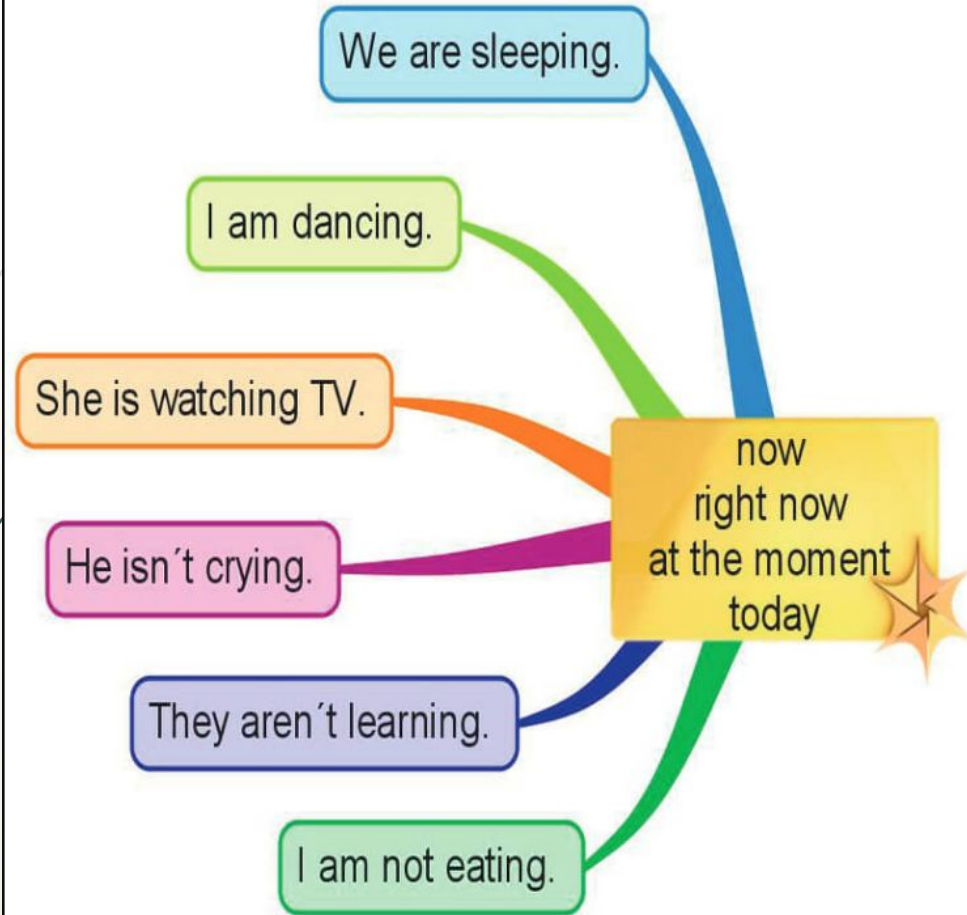 We are sleeping.
I am dancing.
She is watching TV.
He isn´t crying.
They aren´t learning.
I am not eating.
now
right now
at the moment
today